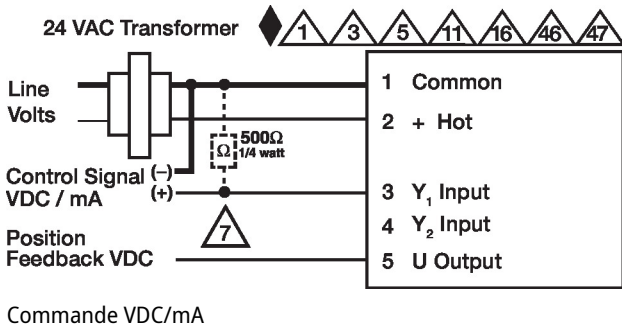 24 VAC Transformer
1 3 5 11 16 46 47
Line
Volts
1 Common
2 + Hot
500Ω
Ω 1/4 watt
Control Signal (–)
VDC / mA (+)
3 Y1 Input
4 Y2 Input
7
Position
Feedback VDC
5 U Output
Commande VDC/mA